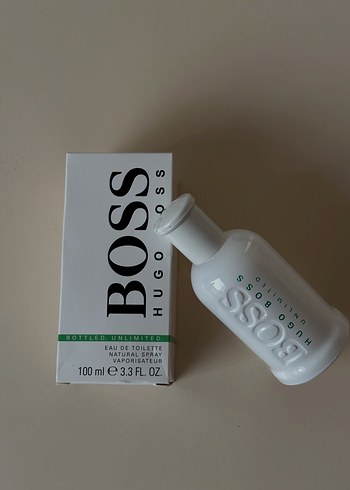 BOSS
HUGO OSS
BOTTLED. UNLIMITED.
EAU DE TOILETTE
NATURAL SPRAY
VAPORISATEUR
100 ml ℮ 3.3 FL. OZ.
BOSS
HUGO BOSS
UNLIMITED